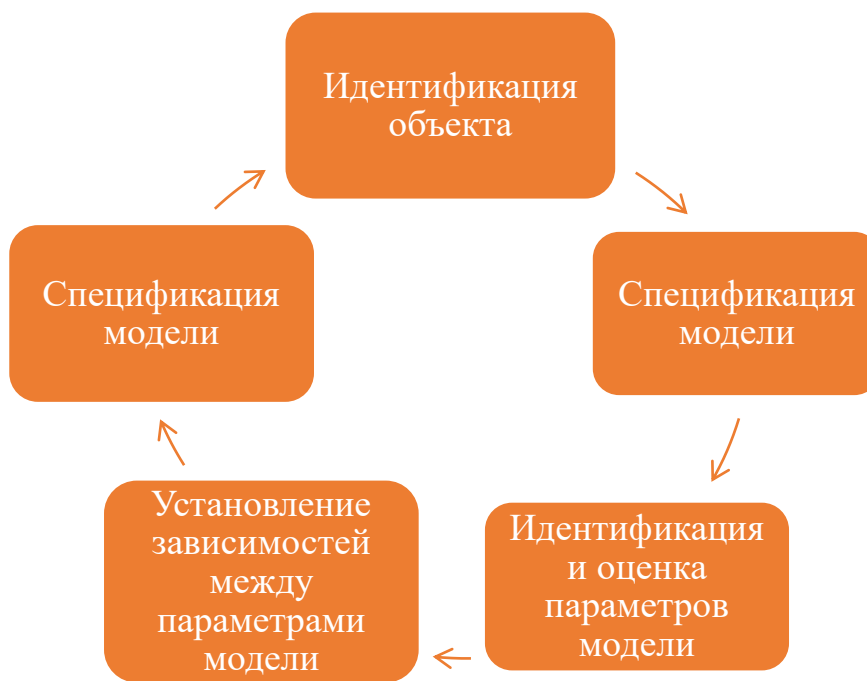 Идентификация
объекта
Спецификация
модели
Спецификация
модели
Идентификация
и оценка
параметров
модели
Установление
зависимостей
между
параметрами
модели